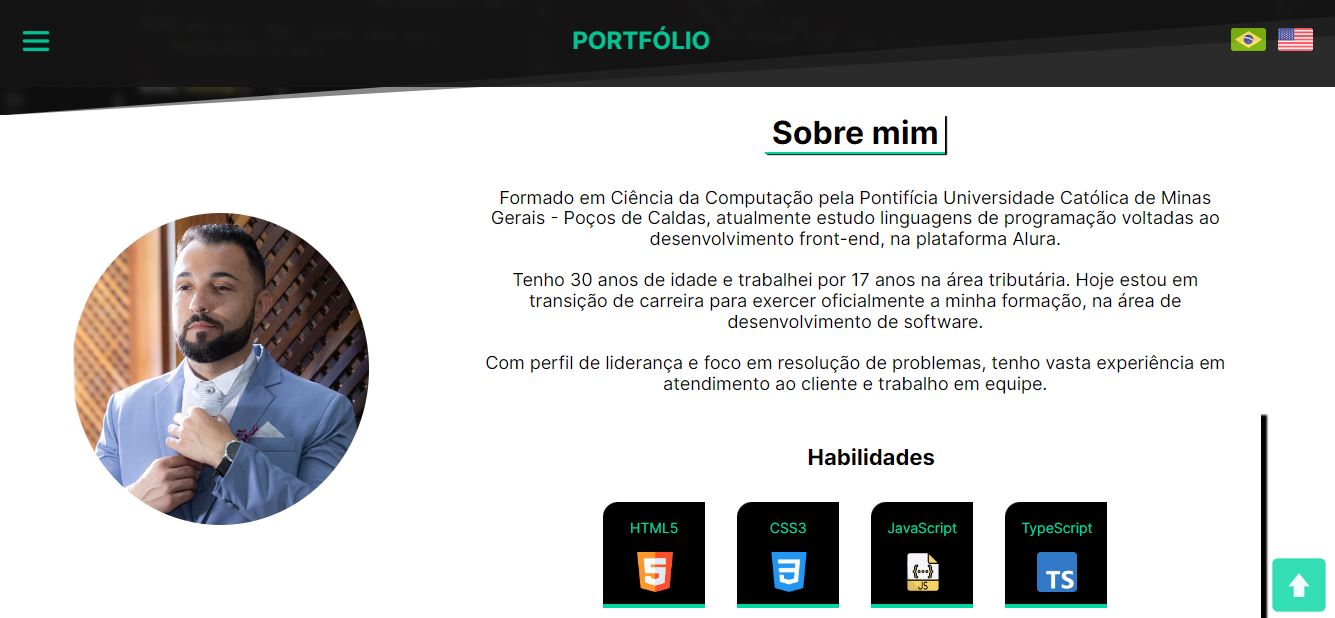 PORTFÓLIO
Sobre mim
Formado em Ciência da Computação pela Pontifícia Universidade Católica de Minas
Gerais - Poços de Caldas, atualmente estudo linguagens de programação voltadas ao
desenvolvimento front-end, na plataforma Alura.
Tenho 30 anos de idade e trabalhei por 17 anos na área tributária. Hoje estou em
transição de carreira para exercer oficialmente a minha formação, na área de
desenvolvimento de software.
Com perfil de liderança e foco em resolução de problemas, tenho vasta experiência em
atendimento ao cliente e trabalho em equipe.
Habilidades
HTML5 CSS3 JavaScript TypeScript
5 3 {··} JS TS